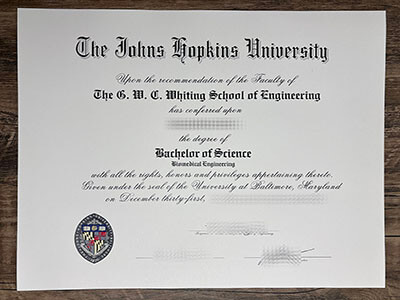 The Johns Hopkins University
Upon the recommendation of the Faculty of
The G. W. C. Whiting School of Engineering
has conferred upon
the degree of
Bachelor of Science
Biomedical Engineering
with all the rights, honors and privileges appertaining thereto.
Given under the seal of the University at Baltimore, Maryland
on December thirty-first,